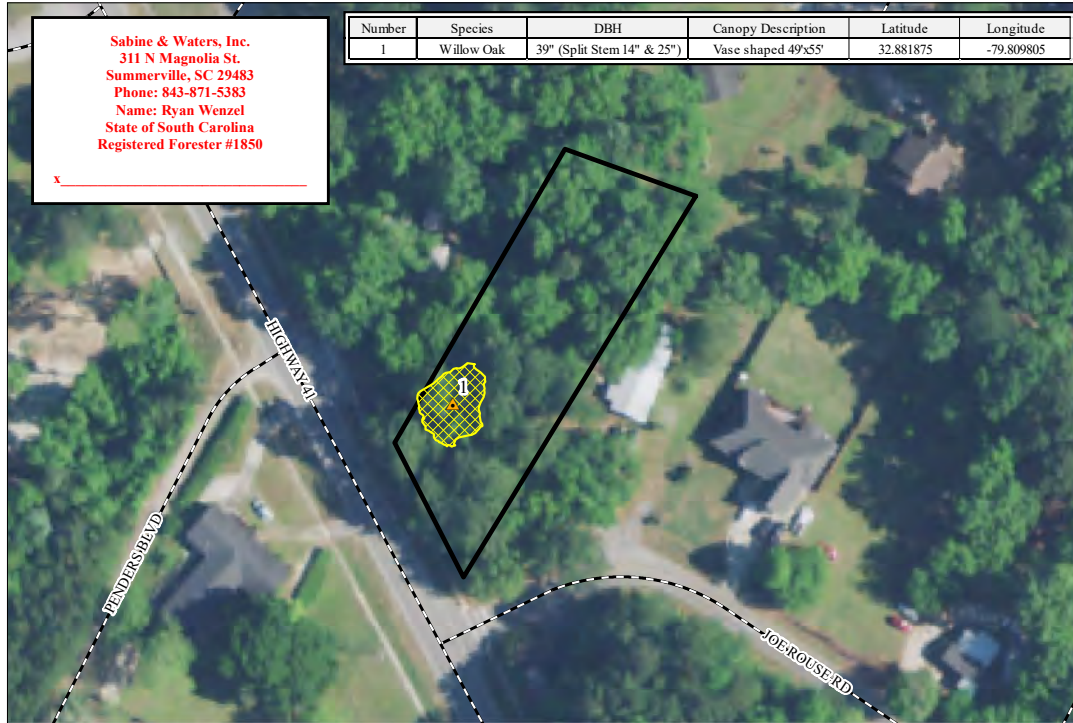 Sabine & Waters, Inc.
311 N Magnolia St.
Summerville, SC 29483
Phone: 843-871-5383
Name: Ryan Wenzel
State of South Carolina
Registered Forester #1850
x
Number Species DBH Canopy Description Latitude Longitude
1 Willow Oak 39" (Split Stem 14" & 25") Vase shaped 49'x55' 32.881875 -79.809805
HIGHWAY 41
1
PENDERS BLVD
JOE ROUSE RD